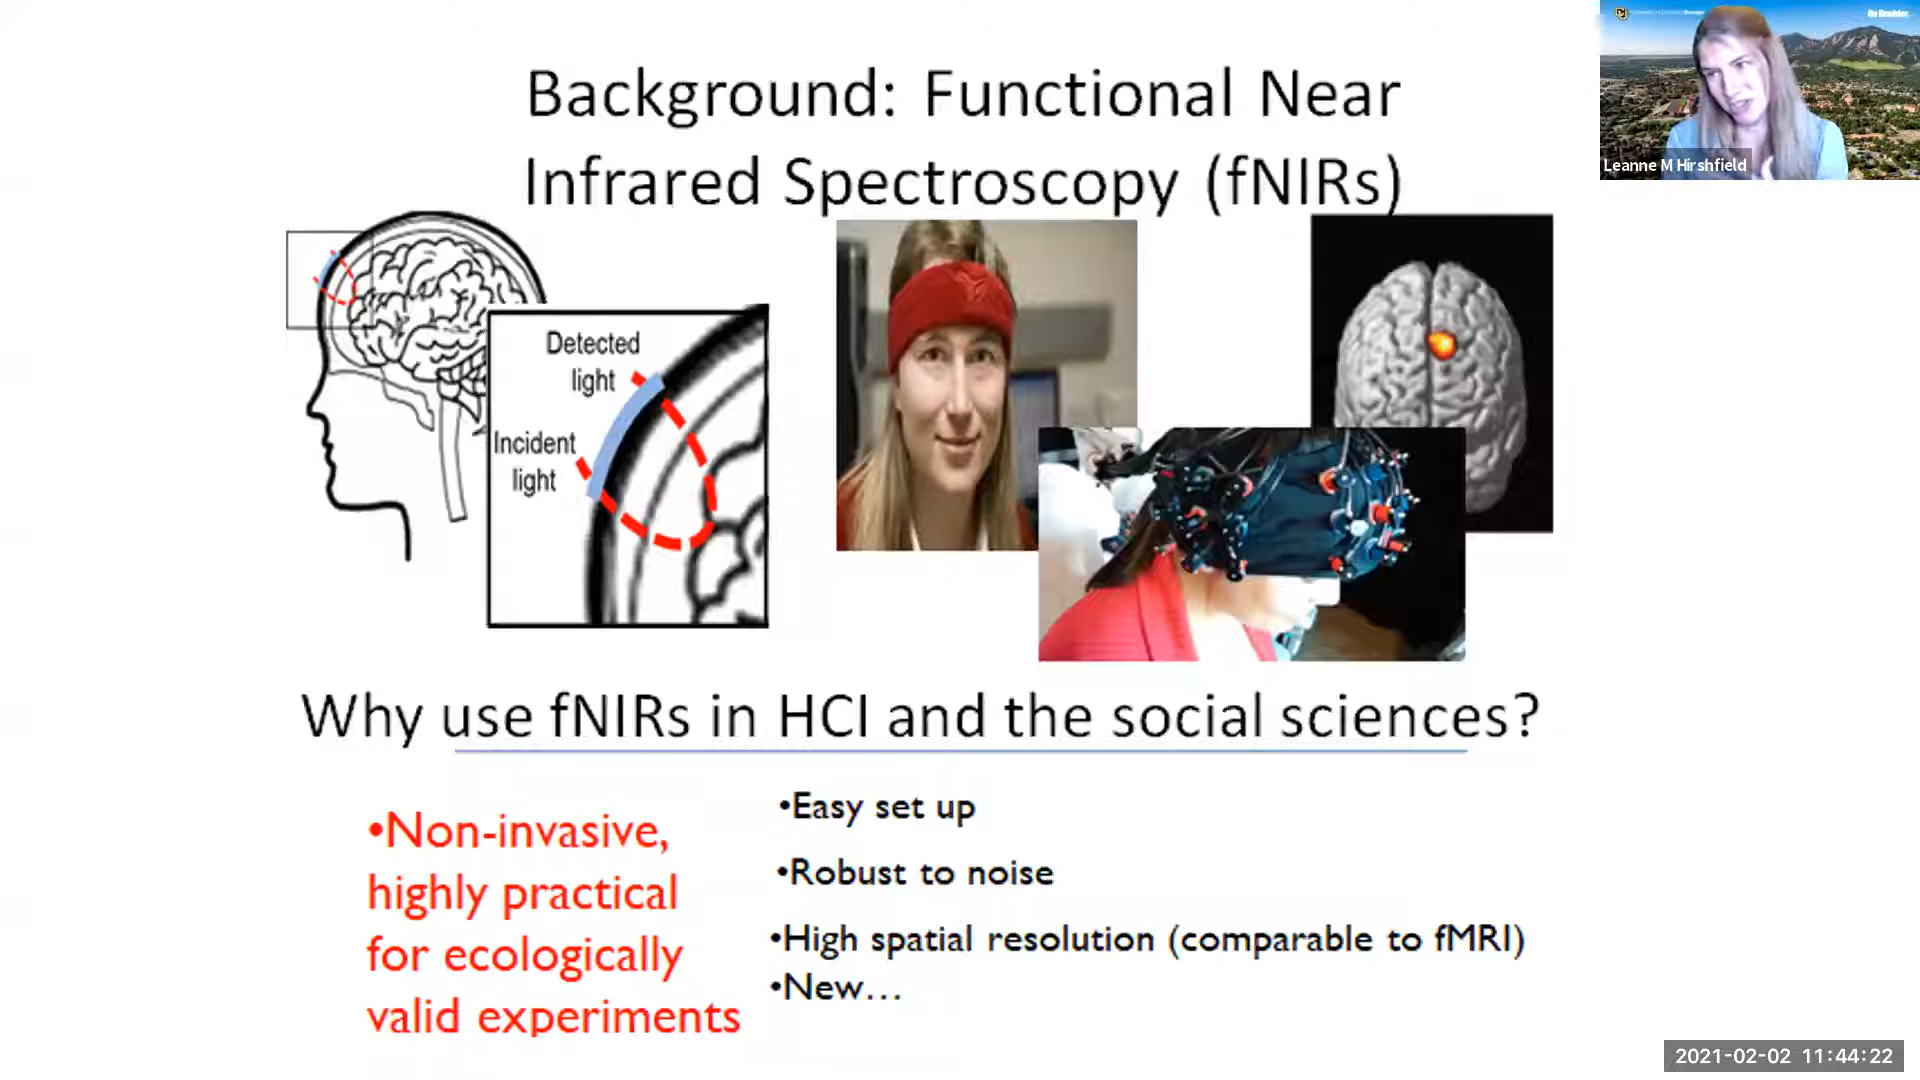 Background: Functional Near
Infrared Spectroscopy (fNIRs)
Be Boulder.
Leanne M Hirshfield
Detected
light
Incident
light
Why use fNIRs in HCI and the social sciences?
•Non-invasive,
highly practical
for ecologically
valid experiments
•Easy set up
•Robust to noise
•High spatial resolution (comparable to fMRI)
•New...
2021-02-02 11:44:22